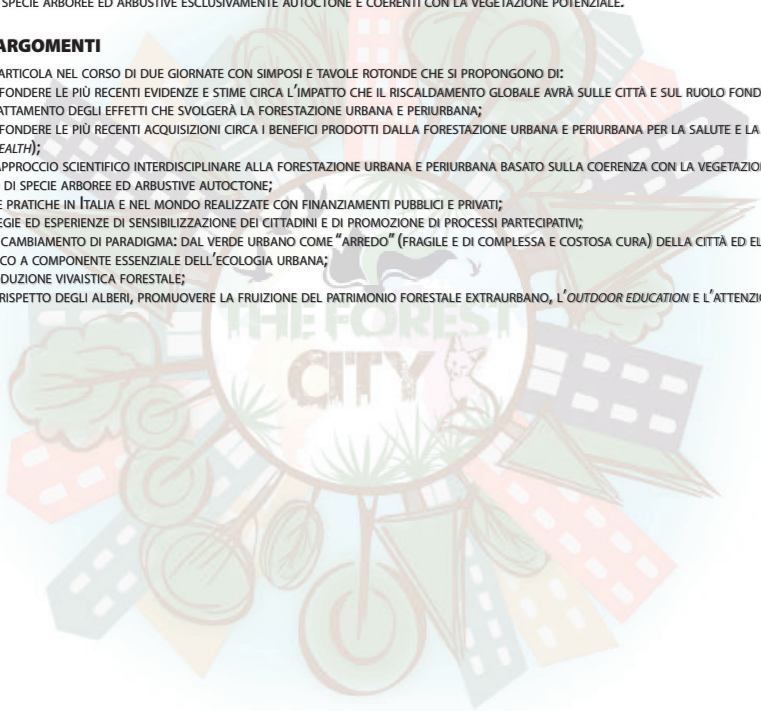 SPECIE ARBOREE ED ARBUSTIVE ESCLUSIVAMENTE AUTOCTONE E COERENTI CON LA VEGETAZIONE POTENZIALE.
ARGOMENTI
ARTICOLA NEL CORSO DI DUE GIORNATE CON SIMPOSI E TAVOLE ROTONDE CHE SI PROPONGONO DI:
FONDERE LE PIÙ RECENTI EVIDENZE E STIME CIRCA L'IMPATTO CHE IL RISCALDAMENTO GLOBALE AVRÀ SULLE CITTÀ E SUL RUOLO FOND
ATTAMENTO DEGLI EFFETTI CHE SVOLGERÀ LA FORESTAZIONE URBANA E PERIURBANA;
FONDERE LE PIÙ RECENTI ACQUISIZIONI CIRCA I BENEFICI PRODOTTI DALLA FORESTAZIONE URBANA E PERIURBANA PER LA SALUTE E LA
EALTH);
APPROCCIO SCIENTIFICO INTERDISCIPLINARE ALLA FORESTAZIONE URBANA E PERIURBANA BASATO SULLA COERENZA CON LA VEGETAZIO
DI SPECIE ARBOREE ED ARBUSTIVE AUTOCTONE;
E PRATICHE IN ITALIA E NEL MONDO REALIZZATE CON FINANZIAMENTI PUBBLICI E PRIVATI;
EGIE ED ESPERIENZE DI SENSIBILIZZAZIONE DEI CITTADINI E DI PROMOZIONE DI PROCESSI PARTECIPATIVI;
CAMBIAMENTO DI PARADIGMA: DAL VERDE URBANO COME "ARREDO" (FRAGILE E DI COMPLESSA E COSTOSA CURA) DELLA CITTÀ ED EL
CO A COMPONENTE ESSENZIALE DELL'ECOLOGIA URBANA;
DUZIONE VIVAISTICA FORESTALE;
RISPETTO DEGLI ALBERI, PROMUOVERE LA FRUIZIONE DEL PATRIMONIO FORESTALE EXTRAURBANO, L'OUTDOOR EDUCATION E L'ATTENZIO
THE FOREST
CITY